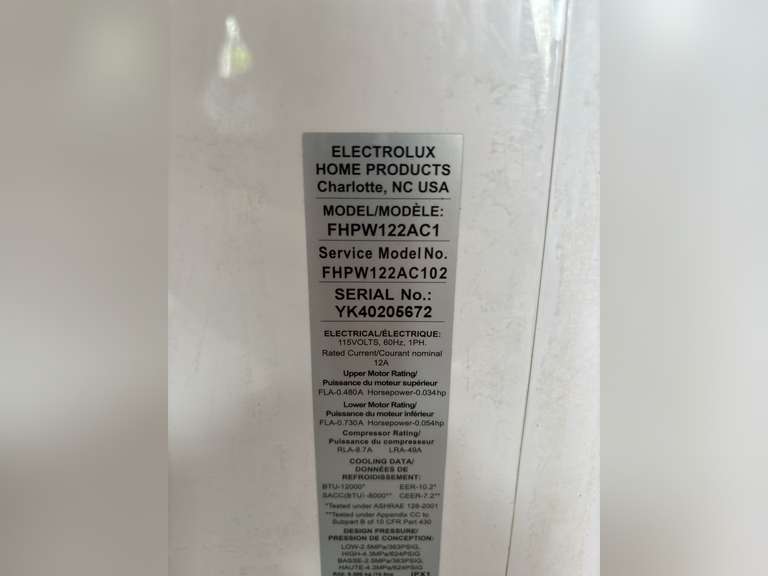 ELECTROLUX
HOME PRODUCTS
Charlotte, NC USA
MODEL/MODÈLE:
FHPW122AC1
Service Model No.
FHPW122AC102
SERIAL No.:
YK40205672
ELECTRICAL/ÉLECTRIQUE:
115VOLTS, 60Hz, 1PH.
Rated Current/Courant nominal
12A
Upper Motor Rating/
Puissance du moteur supérieur
FLA-0.480A Horsepower-0.034hp
Lower Motor Rating/
Puissance du moteur inférieur
FLA-0.730A Horsepower-0.054hp
Compressor Rating/
Puissance du compresseur
RLA-8.7A LRA-49A
COOLING DATA/
DONNÉES DE
REFROIDISSEMENT:
BTU-12000* EER-10.2*
SACC(BTU) -8000** CEER-7.2**
*Tested under ASHRAE 128-2001
**Tested under Appendix CC to
Subpart B of 10 CFR Part 430
DESIGN PRESSURE/
PRESSION DE CONCEPTION:
LOW-2.5MPa/363PSIG,
HIGH-4.3MPa/624PSIG
BASSE-2.5MPa/363PSIG,
HAUTE-4.3MPa/624PSIG
IPX1